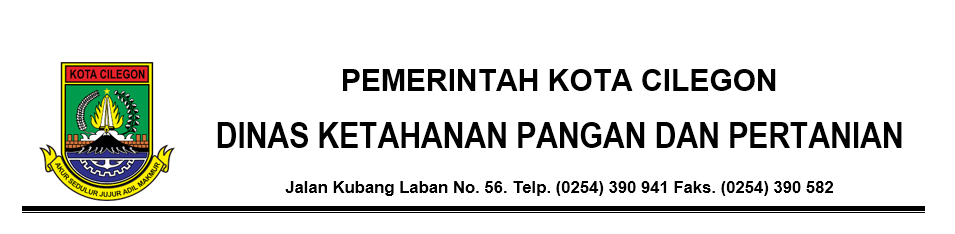 KOTA CILEGON
AKUR SEDULUR JUJUR ADIL MAKMUR
PEMERINTAH KOTA CILEGON
DINAS KETAHANAN PANGAN DAN PERTANIAN
Jalan Kubang Laban No. 56. Telp. (0254) 390 941 Faks. (0254) 390 582